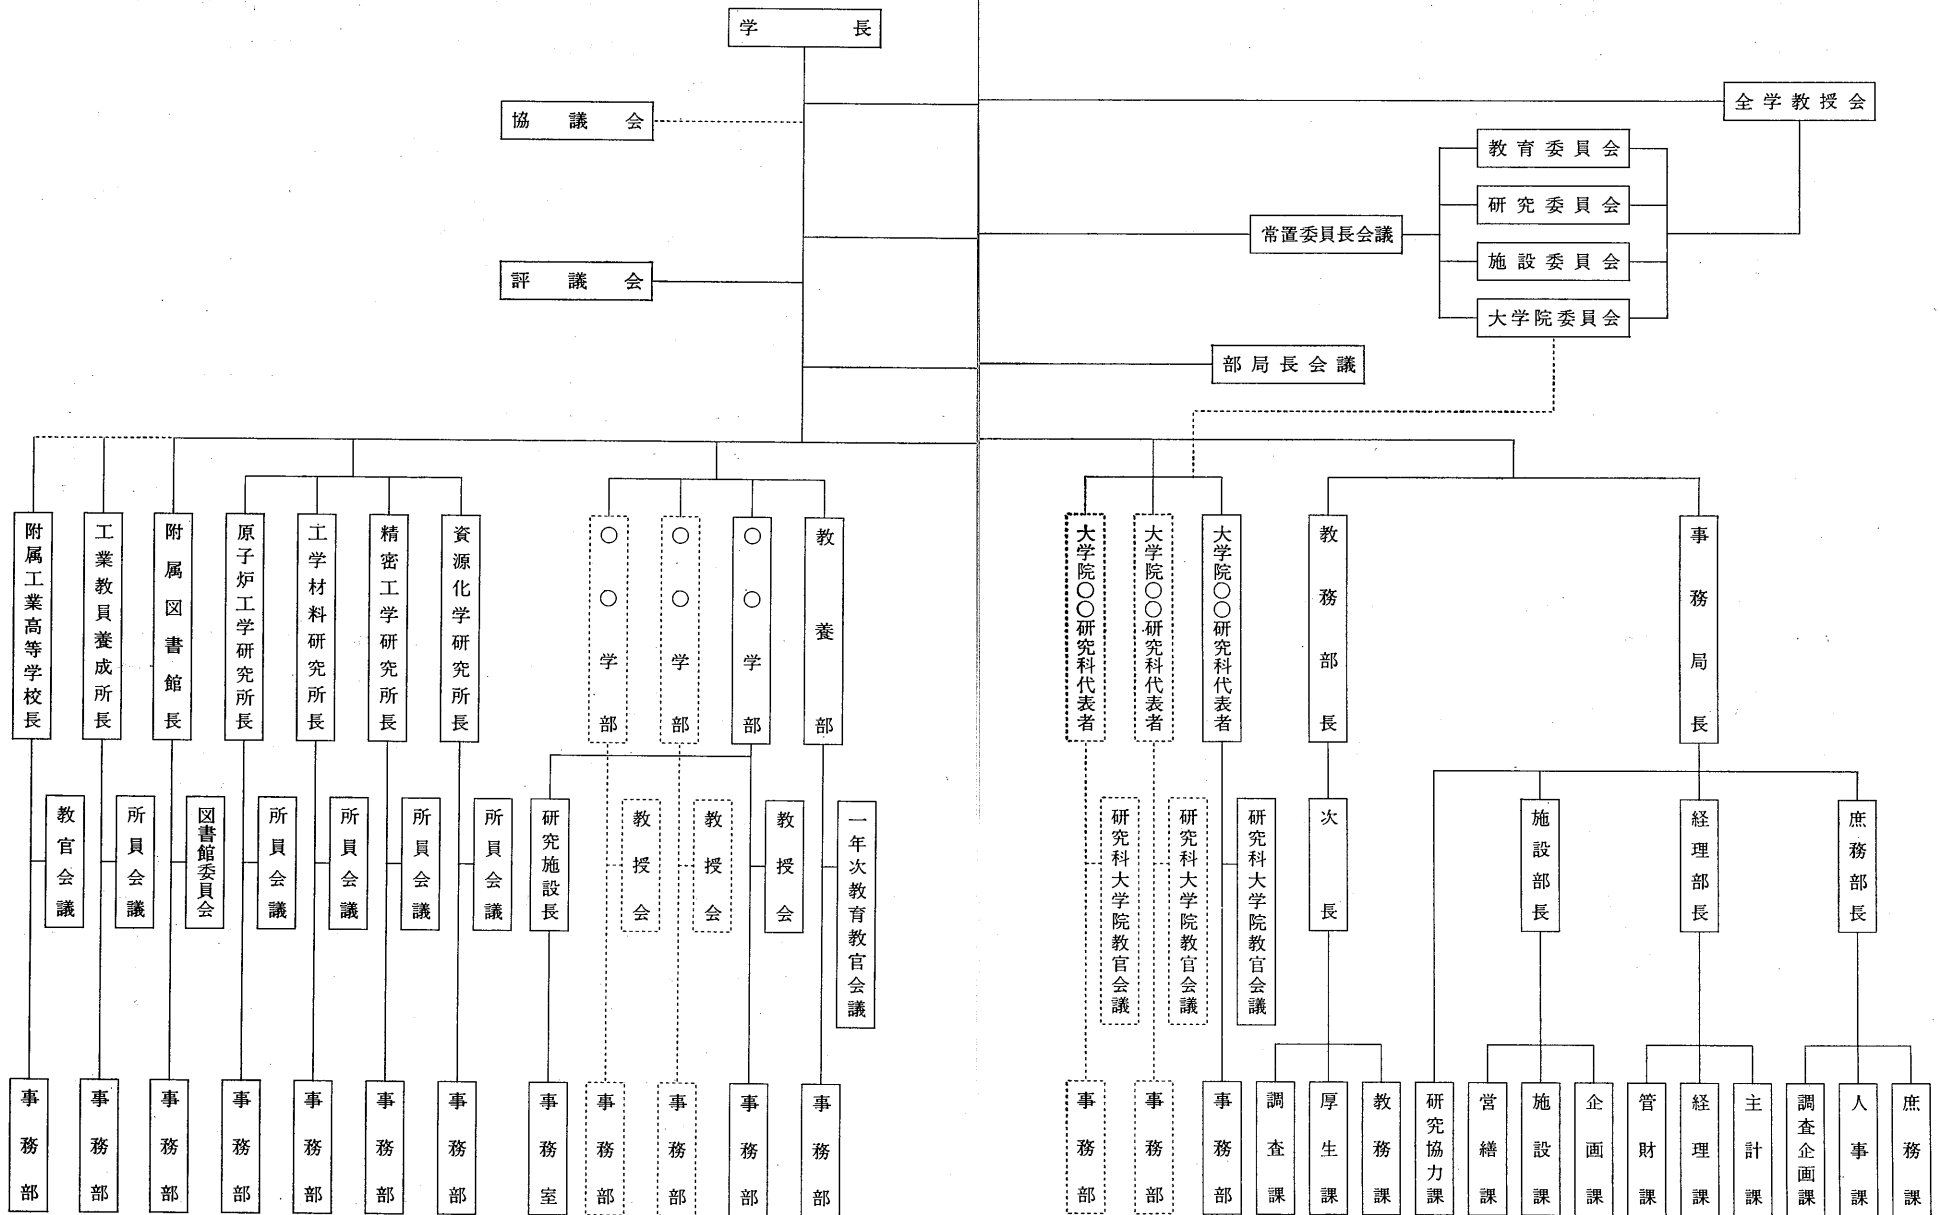 学長
全学教授会
協議会
教育委員会
研究委員会
常置委員長会議
施設委員会
評議会
大学院委員会
部局長会議
附属工業高等学校長
工業教員養成所長
附属図書館長
原子炉工学研究所長
工学材料研究所長
精密工学研究所長
資源化学研究所長
○○学部
○○学部
○○学部
教養部
大学院○○研究科代表者
大学院○○研究科代表者
大学院○○研究科代表者
教務部長
事務局長
教官会議
所員会議
図書館委員会
所員会議
所員会議
所員会議
所員会議
研究施設長
教授会
教授会
教授会
一年次教育教官会議
研究科大学院教官会議
研究科大学院教官会議
研究科大学院教官会議
次長
施設部長
経理部長
庶務部長
事務部
事務部
事務部
事務部
事務部
事務部
事務部
事務室
事務部
事務部
事務部
事務部
事務部
事務部
事務部
調査課
厚生課
教務課
研究協力課
営繕課
施設課
企画課
管財課
経理課
主計課
調査企画課
人事課
庶務課